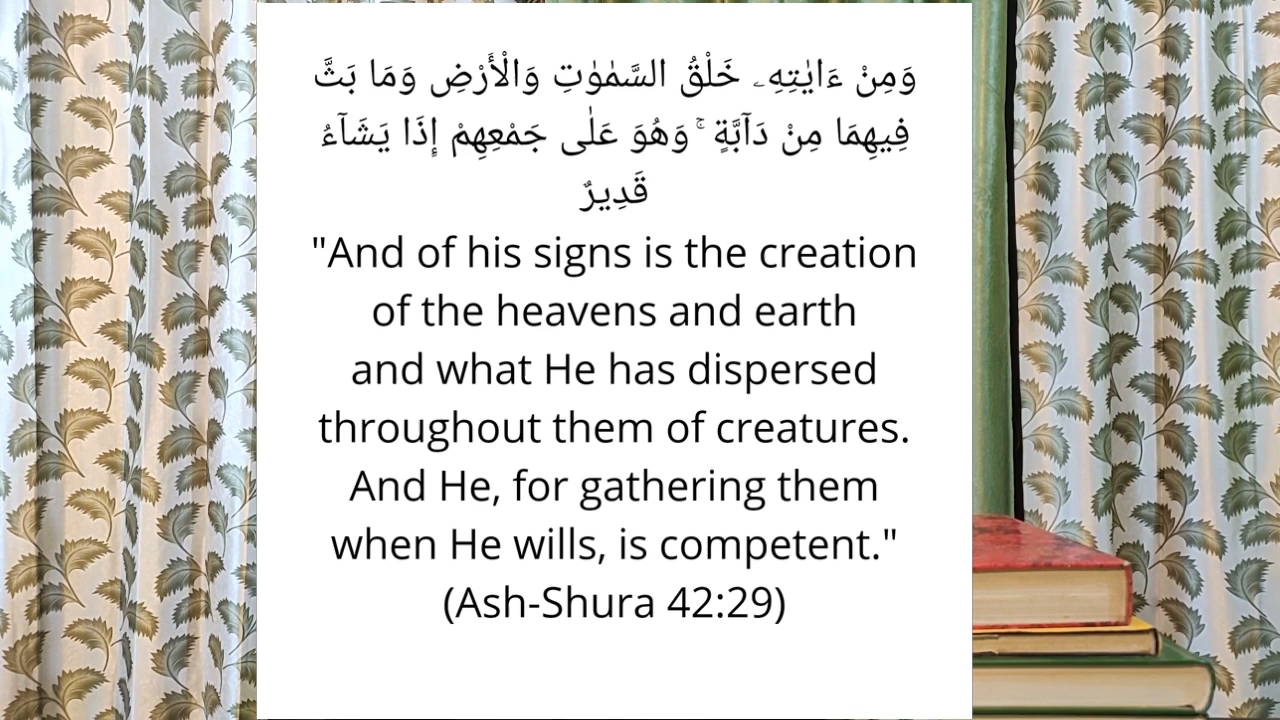 وَمِنْ ءَايٰتِهِۦ خَلْقُ السَّمٰوٰتِ وَالْأَرْضِ وَمَا بَثَّ
فِيهِمَا مِنْ دَآبَّةٍ ۚ وَهُوَ عَلٰى جَمْعِهِمْ إِذَا يَشَآءُ
قَدِيرٌ
"And of his signs is the creation
of the heavens and earth
and what He has dispersed
throughout them of creatures.
And He, for gathering them
when He wills, is competent."
(Ash-Shura 42:29)